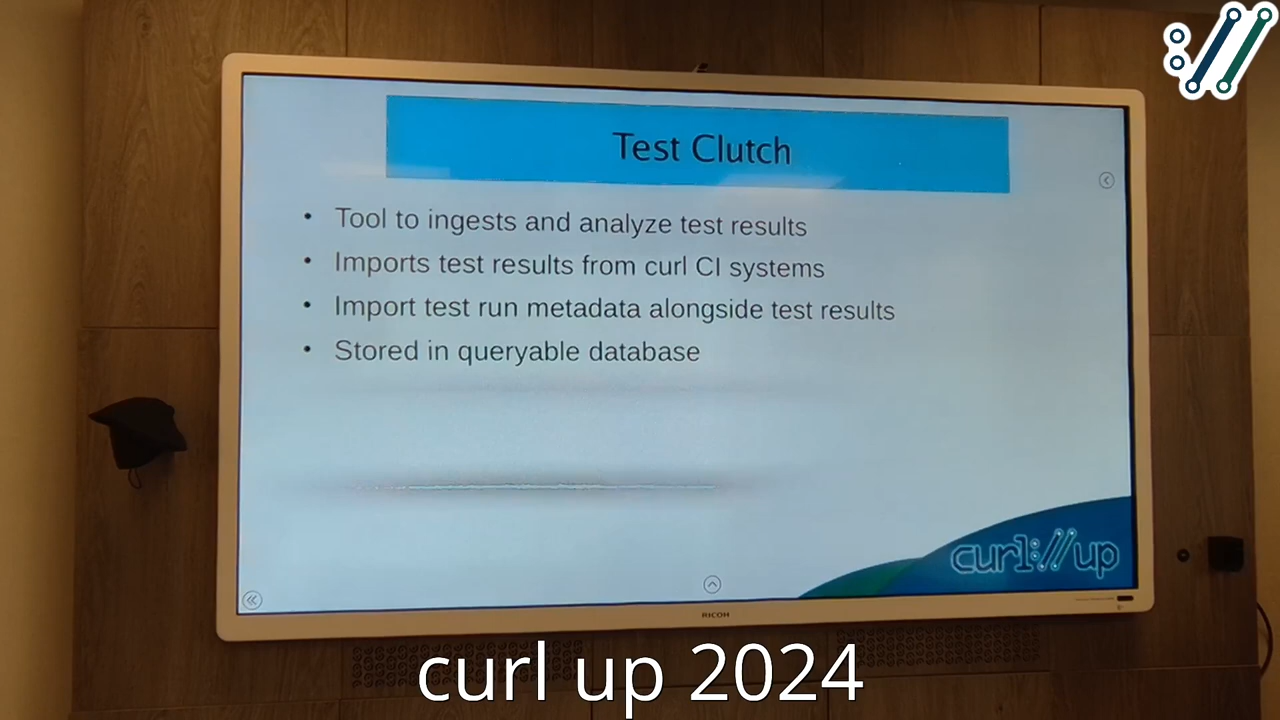 Test Clutch
• Tool to ingests and analyze test results
• Imports test results from curl CI systems
• Import test run metadata alongside test results
• Stored in queryable database
curl:// up
RICOH
curl up 2024